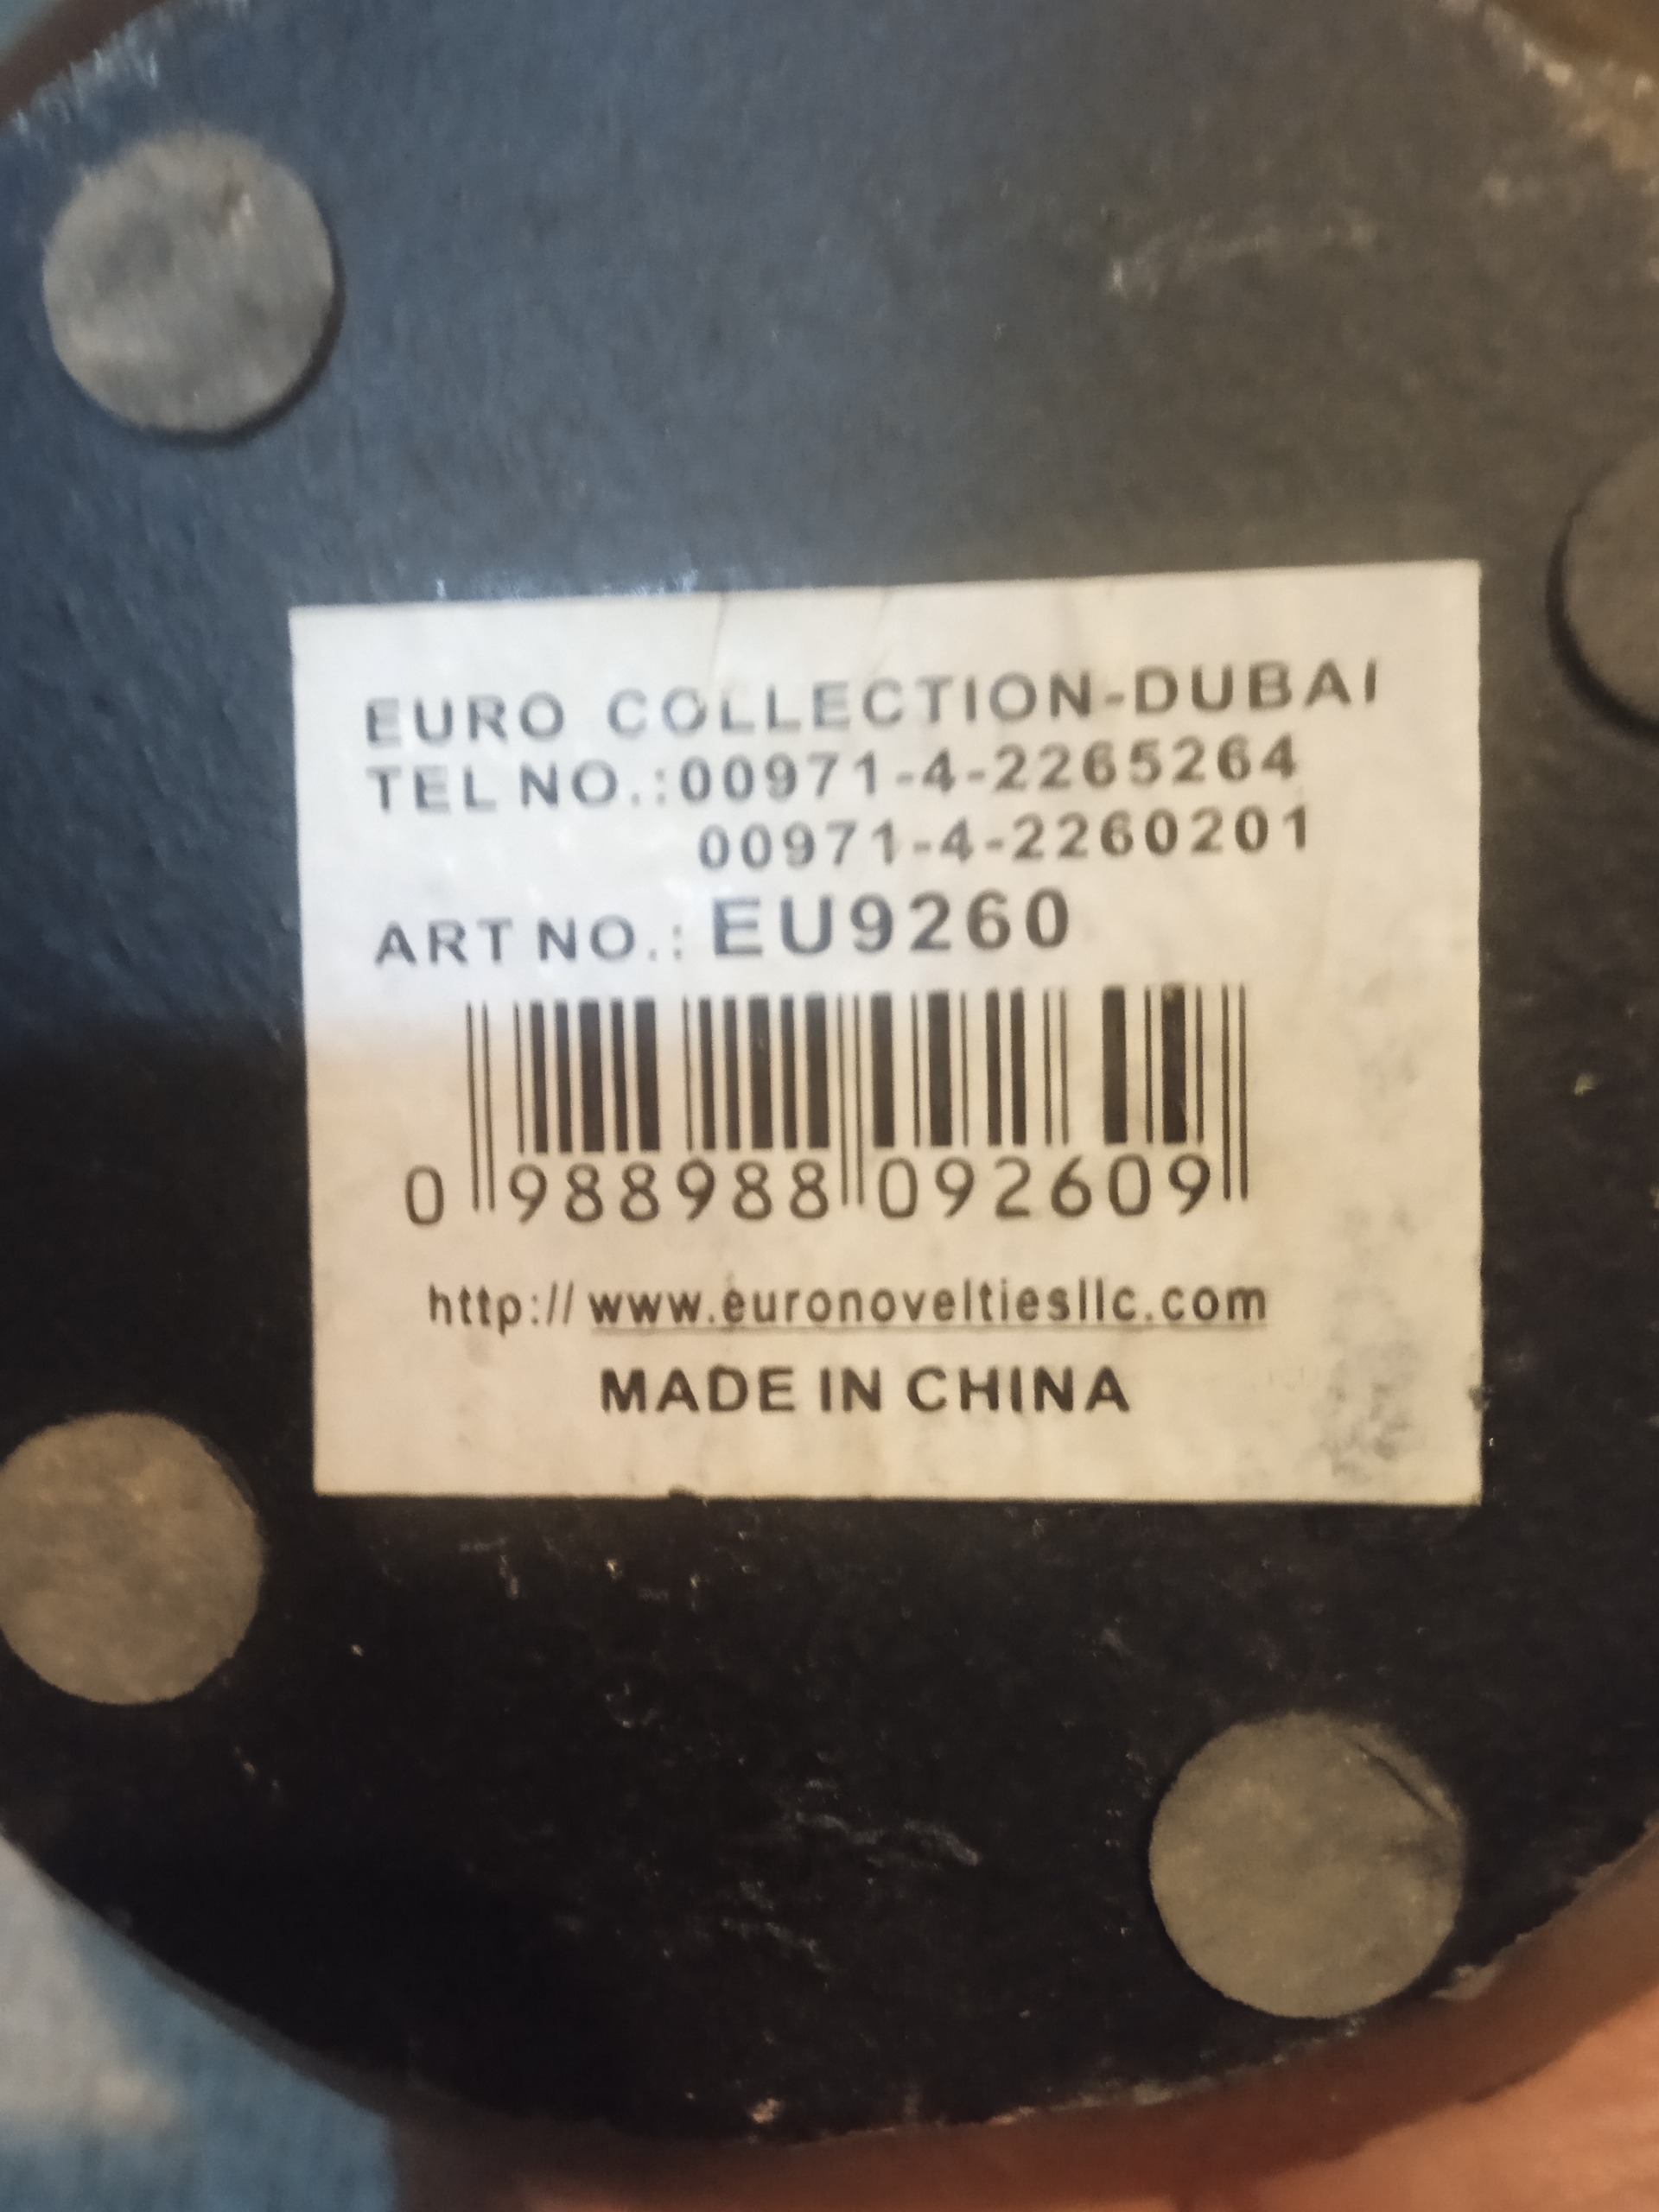 EURO COLLECTION-DUBAI
TEL NO.:00971-4-2265264
00971-4-2260201
ART NO.: EU9260
0 988988 092609
http:// www.euronoveltiesllc.com
MADE IN CHINA